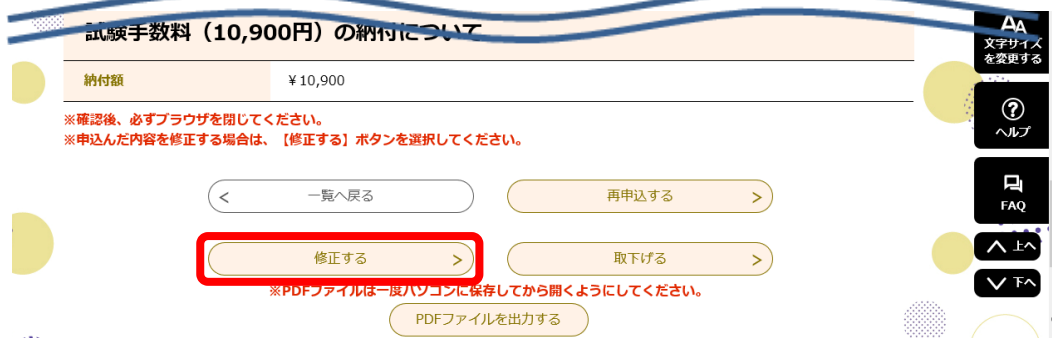 試験手数料（10,900円）の納付について
納付額
¥10,900
※確認後、必ずブラウザを閉じてください。
※申込んだ内容を修正する場合は、【修正する】ボタンを選択してください。
< 一覧へ戻る
再申込する >
修正する >
取下げる >
※PDFファイルは一度パソコンに保存してから開くようにしてください。
PDFファイルを出力する
AA
文字サイズ
を変更する
?
ヘルプ
FAQ
上へ
下へ